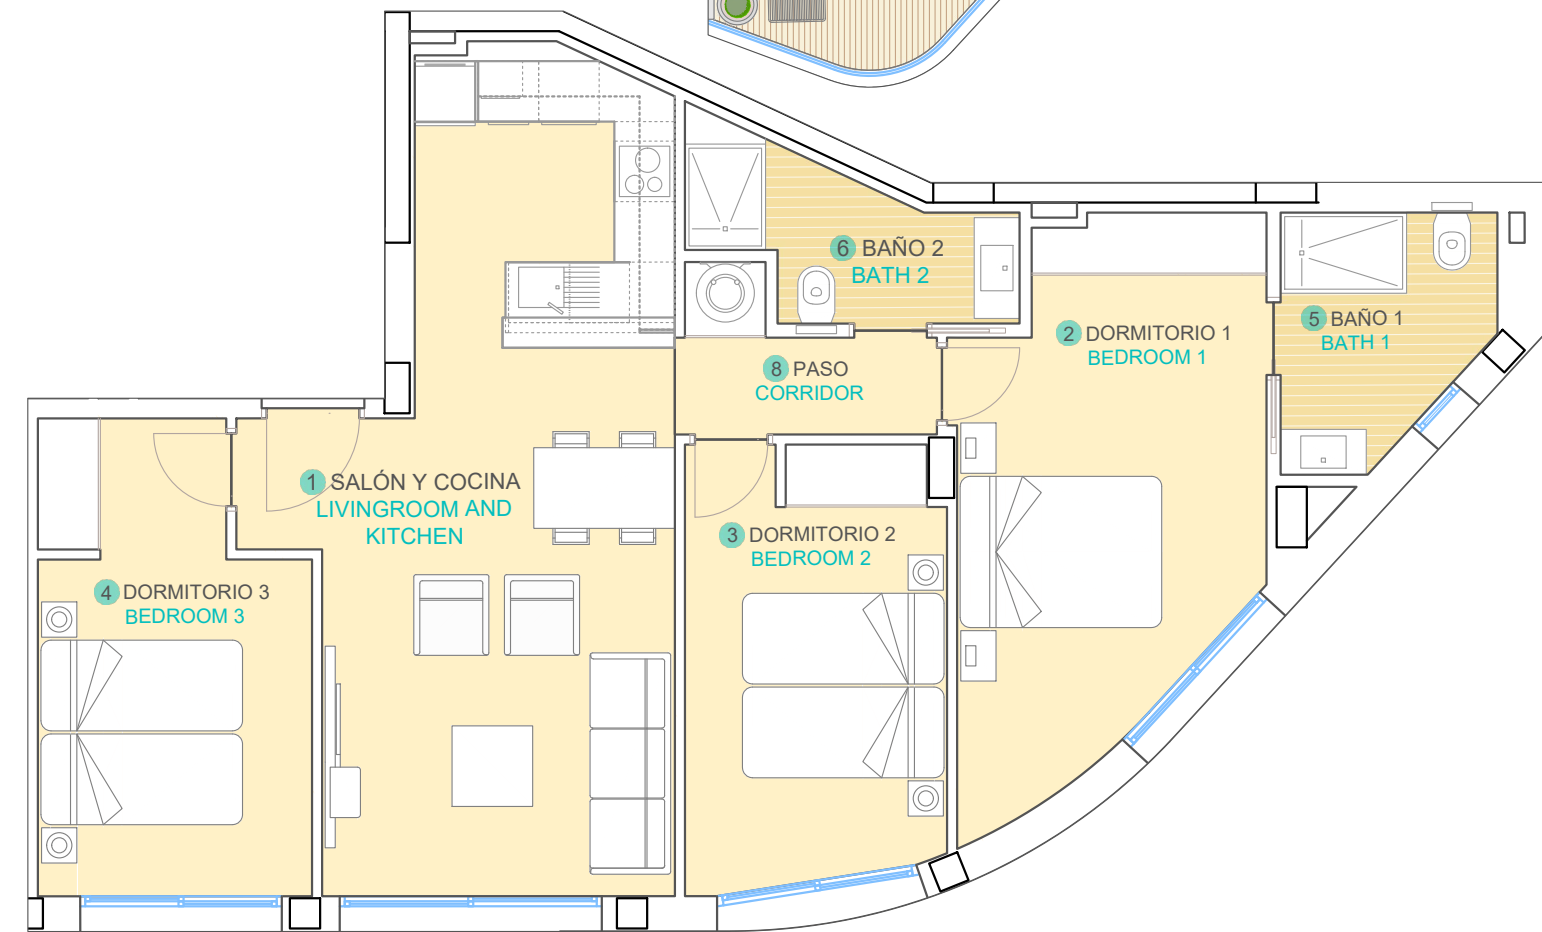 6 BAÑO 2
BATH 2
2 DORMITORIO 1
BEDROOM 1
5 BAÑO 1
BATH 1
8 PASO
CORRIDOR
1 SALÓN Y COCINA
LIVINGROOM AND
KITCHEN
3 DORMITORIO 2
BEDROOM 2
4 DORMITORIO 3
BEDROOM 3